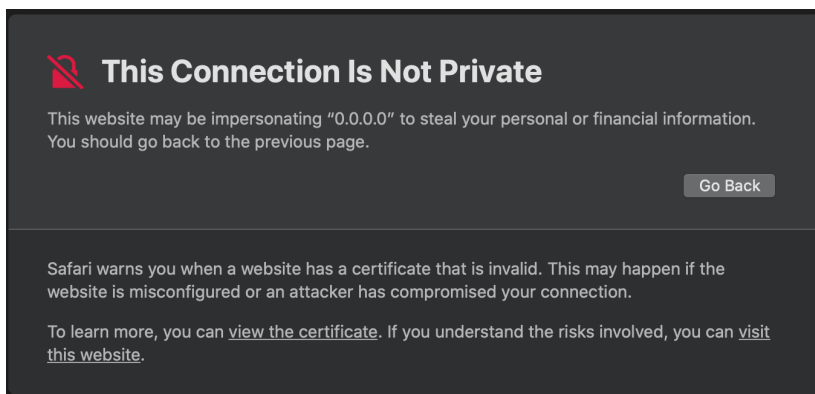 This Connection Is Not Private
This website may be impersonating “0.0.0.0” to steal your personal or financial information.
You should go back to the previous page.
Go Back
Safari warns you when a website has a certificate that is invalid. This may happen if the
website is misconfigured or an attacker has compromised your connection.
To learn more, you can view the certificate. If you understand the risks involved, you can visit
this website.